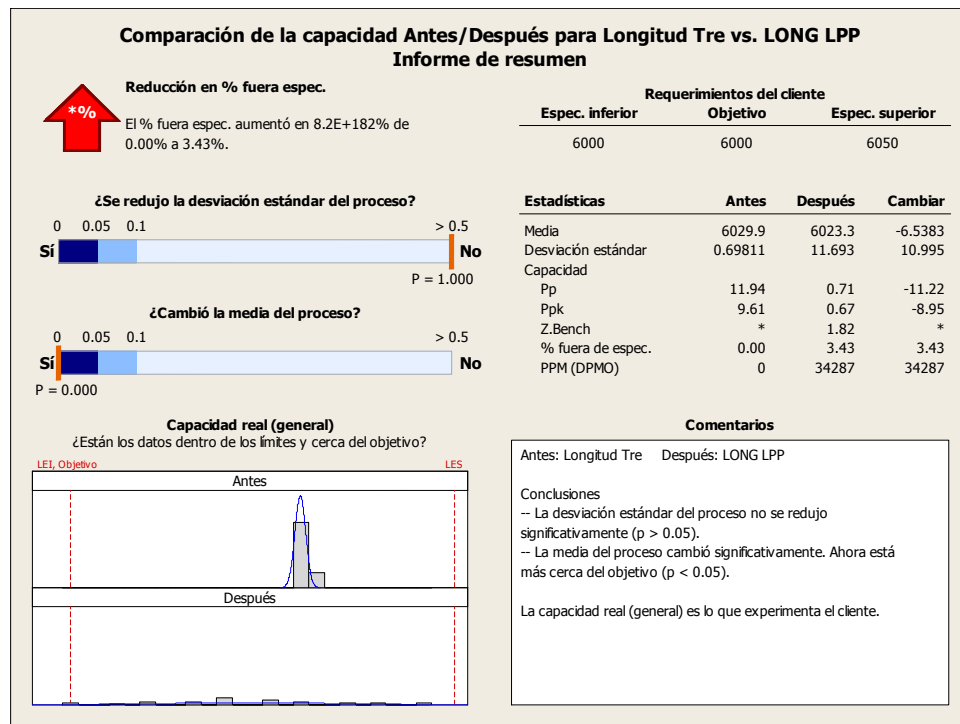 Comparación de la capacidad Antes/Después para Longitud Tre vs. LONG LPP
Informe de resumen
*%
Reducción en % fuera espec.
El % fuera espec. aumentó en 8.2E+182% de
0.00% a 3.43%.
Requerimientos del cliente
Espec. inferior Objetivo Espec. superior
6000 6000 6050
¿Se redujo la desviación estándar del proceso?
0 0.05 0.1 > 0.5
Sí No
P = 1.000
¿Cambió la media del proceso?
0 0.05 0.1 > 0.5
Sí No
P = 0.000
Estadísticas Antes Después Cambiar
Media 6029.9 6023.3 -6.5383
Desviación estándar 0.69811 11.693 10.995
Capacidad
Pp 11.94 0.71 -11.22
Ppk 9.61 0.67 -8.95
Z.Bench * 1.82 *
% fuera de espec. 0.00 3.43 3.43
PPM (DPMO) 0 34287 34287
Capacidad real (general)
¿Están los datos dentro de los límites y cerca del objetivo?
LEI, Objetivo LES
Antes
Después
Comentarios
Antes: Longitud Tre Después: LONG LPP
Conclusiones
-- La desviación estándar del proceso no se redujo
significativamente (p > 0.05).
-- La media del proceso cambió significativamente. Ahora está
más cerca del objetivo (p < 0.05).
La capacidad real (general) es lo que experimenta el cliente.